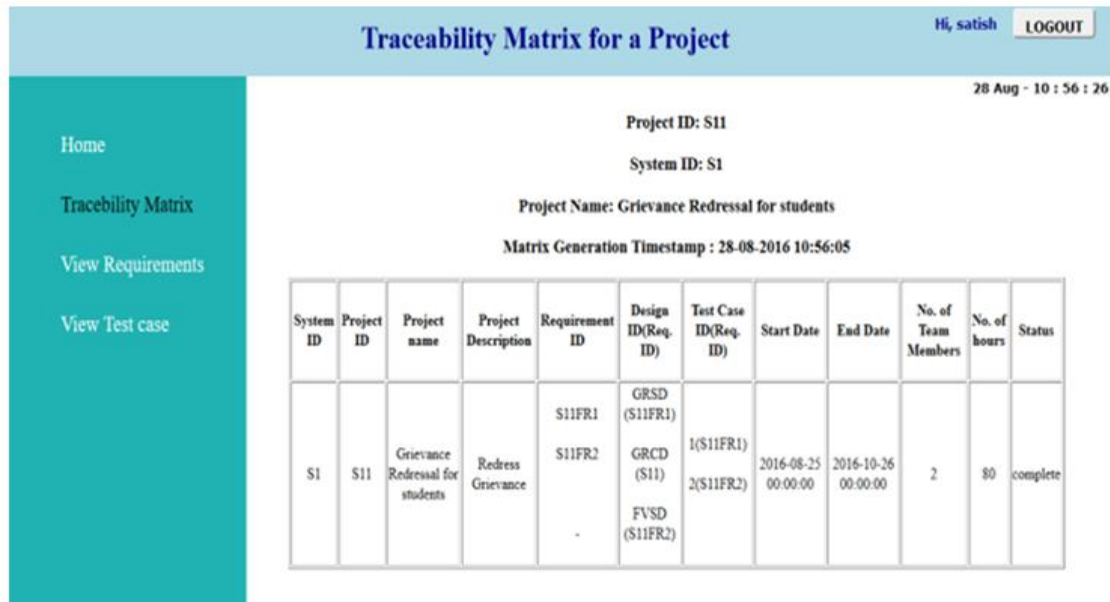 Traceability Matrix for a Project
Hi, satish
LOGOUT
28 Aug - 10 : 56 : 26
Home
Tracebility Matrix
View Requirements
View Test case
Project ID: S11
System ID: S1
Project Name: Grievance Redressal for students
Matrix Generation Timestamp : 28-08-2016 10:56:05
System
ID
Project
ID
Project
name
Project
Description
Requirement
ID
Design
ID(Req.
ID)
Test Case
ID(Req.
ID)
Start Date
End Date
No. of
Team
Members
No. of
hours
Status
S1
S11
Grievance
Redressal for
students
Redress
Grievance
S11FR1
S11FR2
-
GRSD
(S11FR1)
GRCD
(S11)
FVSD
(S11FR2)
1(S11FR1)
2(S11FR2)
2016-08-25
00:00:00
2016-10-26
00:00:00
2
80
complete